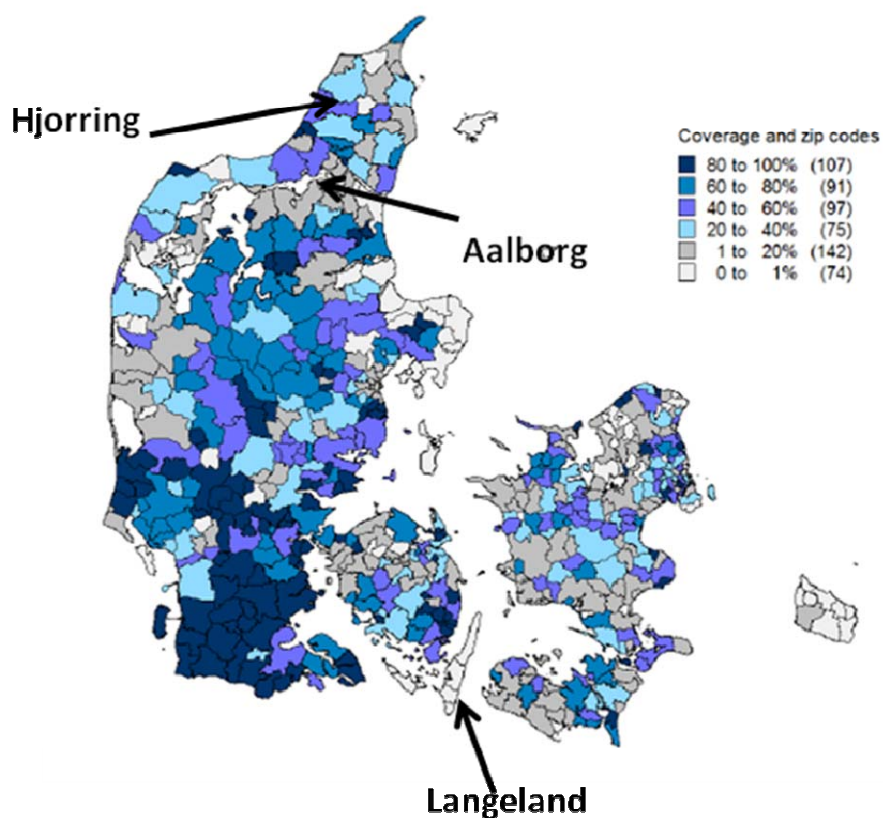 Hjorring
Coverage and zip codes
80 to 100% (107)
60 to 80% (91)
40 to 60% (97)
20 to 40% (75)
1 to 20% (142)
0 to 1% (74)
Aalborg
Langeland